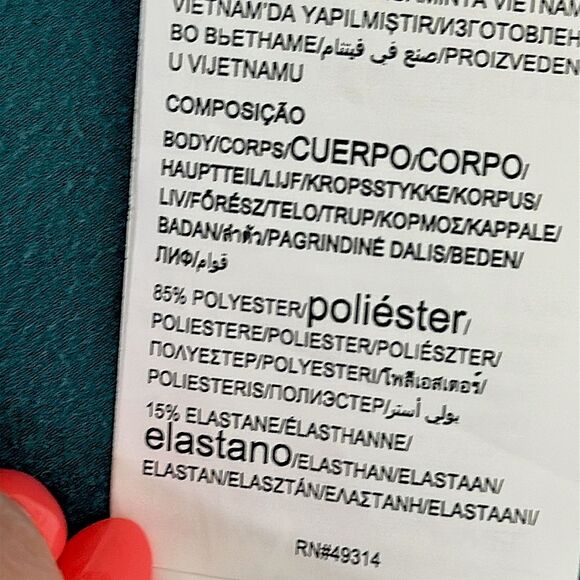 VIETNAM'DA YAPILMIŞTIR/ИЗГОТОВЛЕН
ВО ВЬЕТНАМЕ/صنع في فيتنام/PROIZVEDEN
U VIJETNAMU
COMPOSIÇÃO
BODY/CORPS/CUERPO/CORPO/
HAUPTTEIL/LIJF/KROPSSTYKKE/KORPUS/
LIV/FŐRÉSZ/TELO/TRUP/ΚΟΡΜΟΣ/KAPPALE/
BADAN/ลำตัว/PAGRINDINĖ DALIS/BEDEN/
ЛИФ/قوام
85% POLYESTER/poliéster/
POLIESTERE/POLIESTER/POLIÉSZTER/
ΠΟΛΥΕΣΤΕΡ/POLYESTERI/โพลีเอสเตอร์/
POLIESTERIS/ПОЛИЭСТЕР/بولي أستر
15% ELASTANE/ÉLASTHANNE/
elastano/ELASTHAN/ELASTAAN/
ELASTAN/ELASZTÁN/ΕΛΑΣΤΑΝΗ/ELASTAANI/
RN#49314